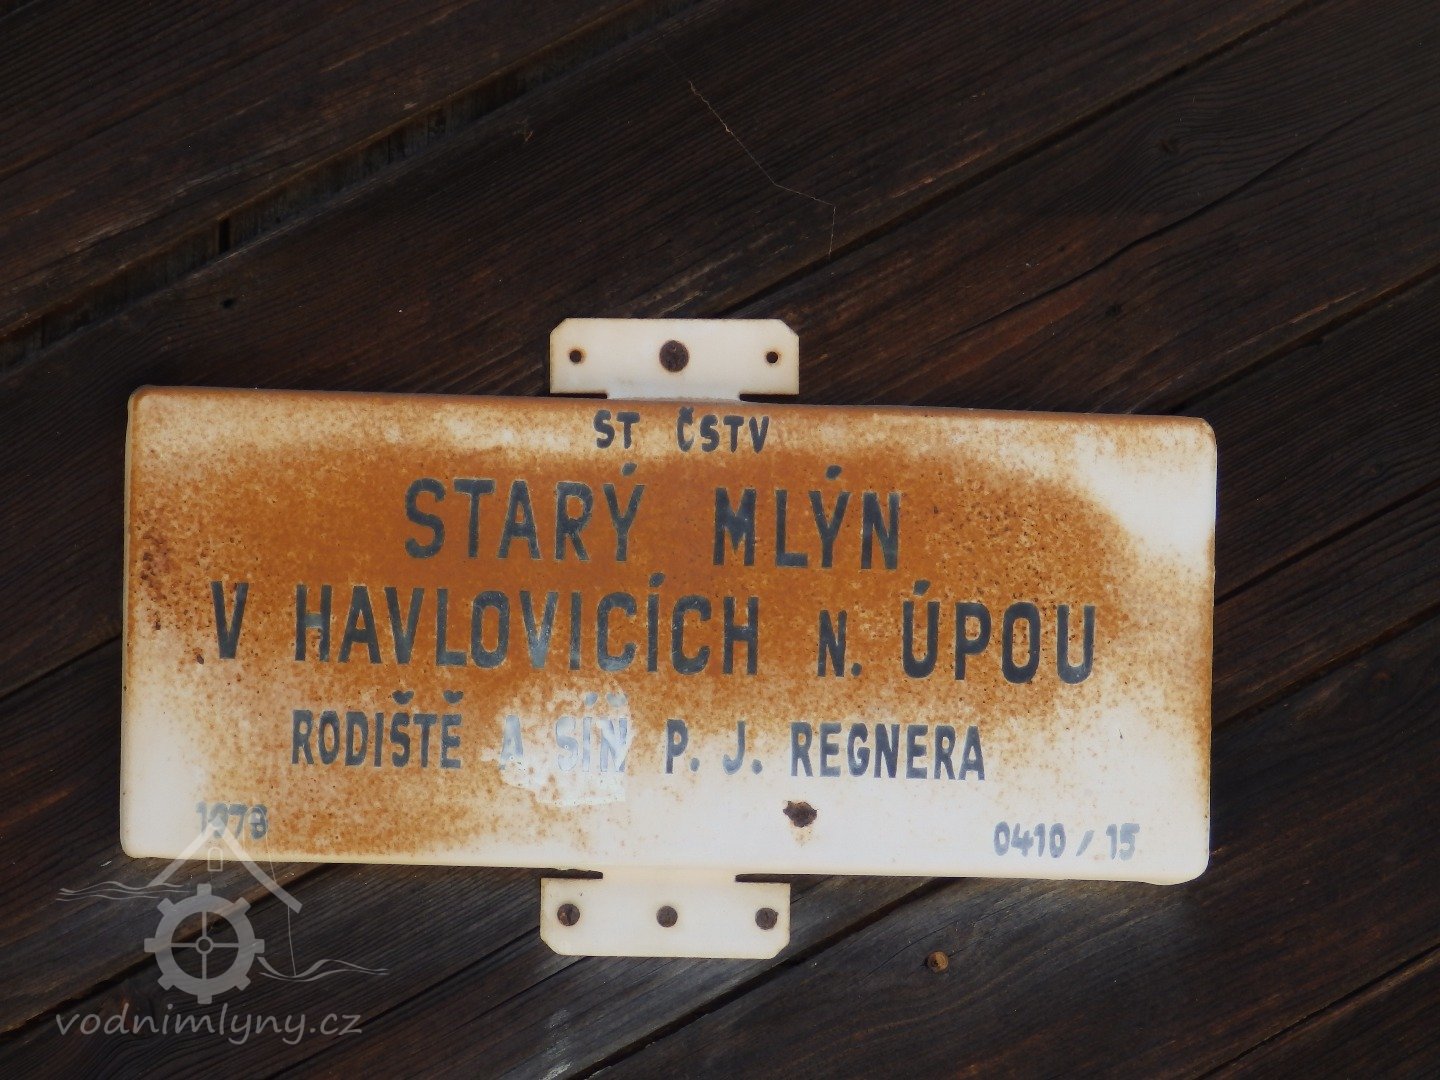 ST ČSTV
STARÝ MLÝN
V HAVLOVICÍCH N. ÚPOU
RODIŠTĚ A SÍŇ P. J. REGNERA
1978
0410 / 15
vodnimlyny.cz